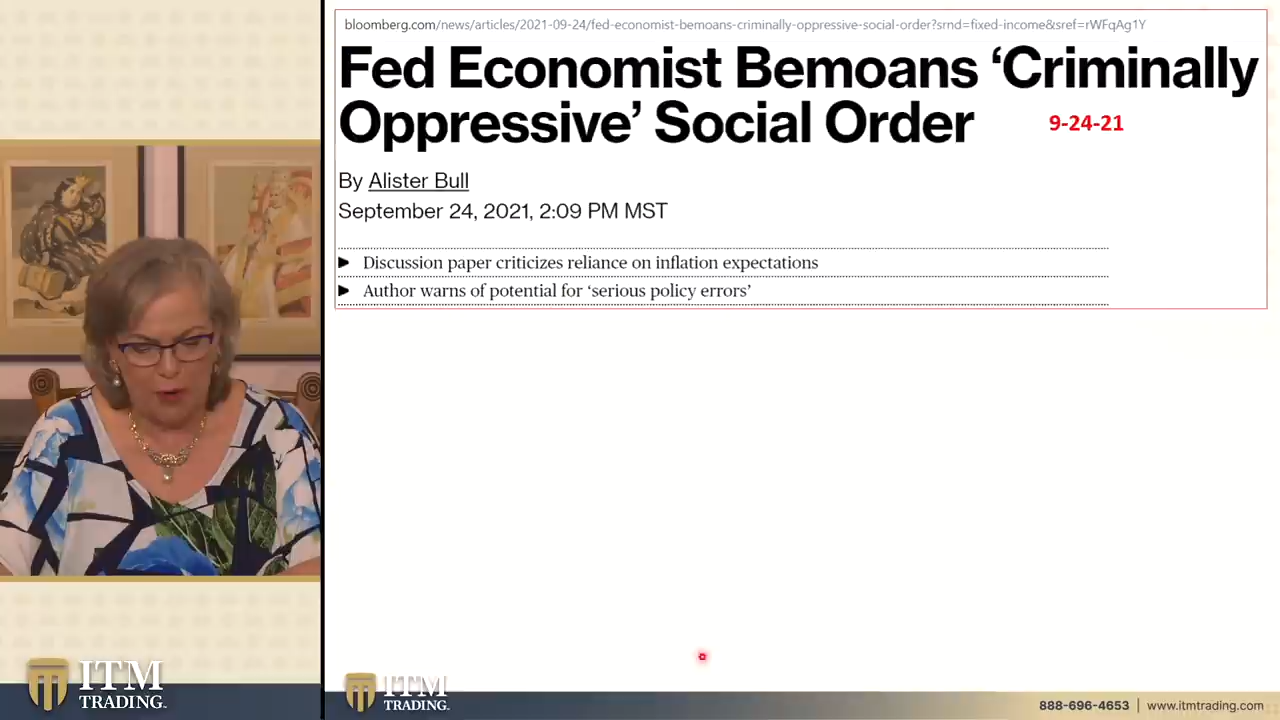 bloomberg.com/news/articles/2021-09-24/fed-economist-bemoans-criminally-oppressive-social-order?srnd=fixed-income&sref=rWFqAg1Y
Fed Economist Bemoans ‘Criminally
Oppressive’ Social Order
9-24-21
By Alister Bull
September 24, 2021, 2:09 PM MST
Discussion paper criticizes reliance on inflation expectations
Author warns of potential for ‘serious policy errors’
ITM
TRADING.
ITM
TRADING.
888-696-4653 | www.itmtrading.com